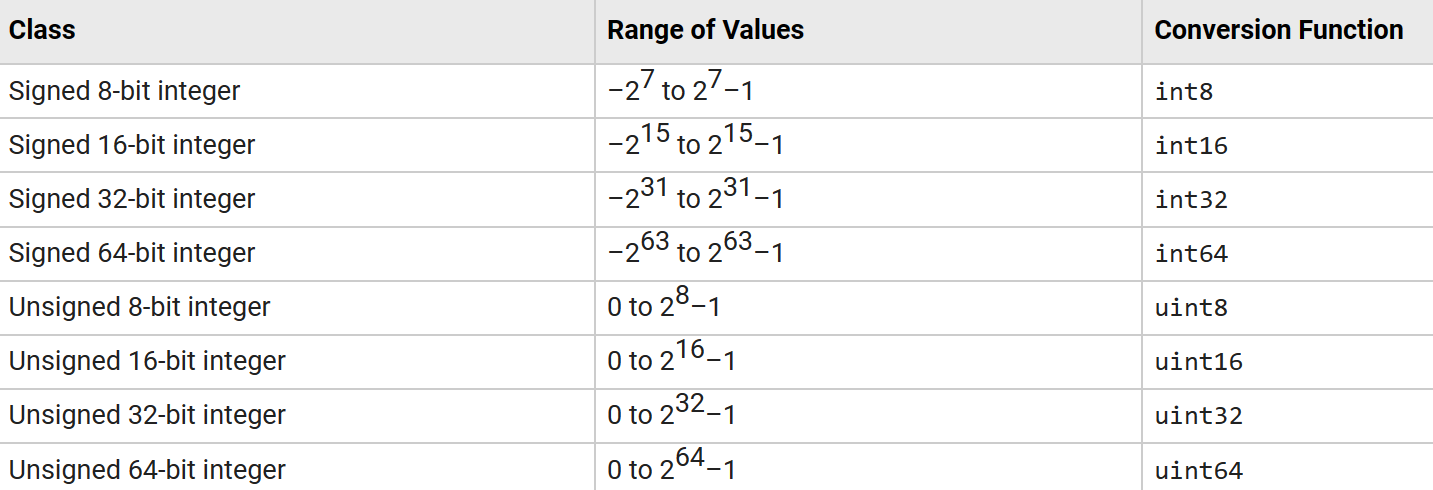 Class Range of Values Conversion Function
Signed 8-bit integer −2^7 to 2^7−1 int8
Signed 16-bit integer −2^15 to 2^15−1 int16
Signed 32-bit integer −2^31 to 2^31−1 int32
Signed 64-bit integer −2^63 to 2^63−1 int64
Unsigned 8-bit integer 0 to 2^8−1 uint8
Unsigned 16-bit integer 0 to 2^16−1 uint16
Unsigned 32-bit integer 0 to 2^32−1 uint32
Unsigned 64-bit integer 0 to 2^64−1 uint64